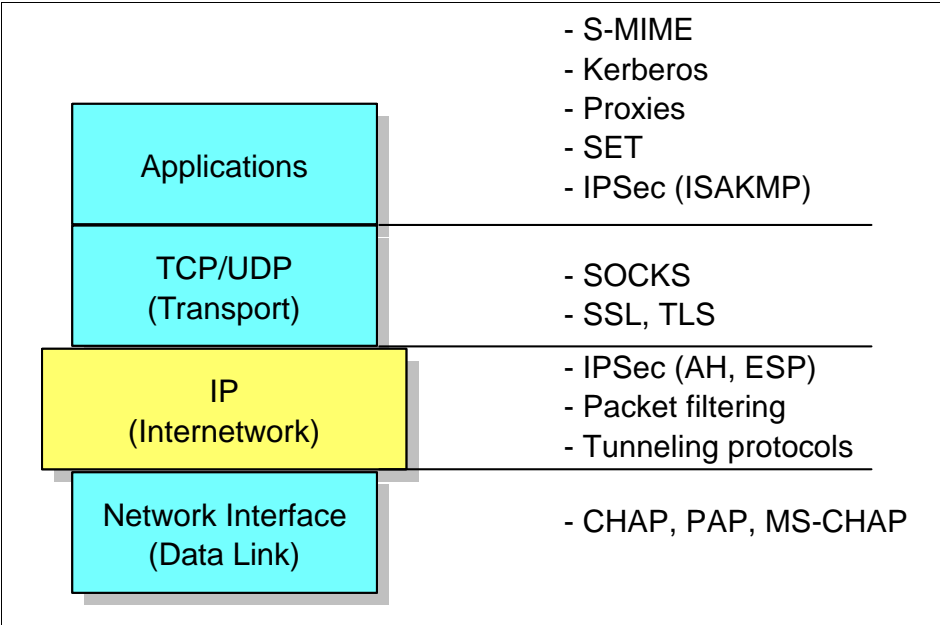 - S-MIME
- Kerberos
- Proxies
- SET
- IPSec (ISAKMP)
Applications
TCP/UDP
(Transport)
- SOCKS
- SSL, TLS
IP
(Internetwork)
- IPSec (AH, ESP)
- Packet filtering
- Tunneling protocols
Network Interface
(Data Link)
- CHAP, PAP, MS-CHAP